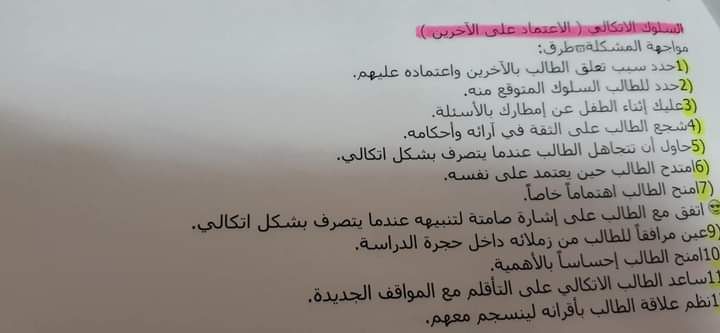 السلوك الاتكالي ( الاعتماد على الآخرين )
مواجهة المشكلة طرق:
1)حدد سبب تعلق الطالب بالآخرين واعتماده عليهم.
2)حدد للطالب السلوك المتوقع منه.
3)عليك إثناء الطفل عن إمطارك بالأسئلة.
4)شجع الطالب على الثقة في آرائه وأحكامه.
5)حاول أن تتجاهل الطالب عندما يتصرف بشكل اتكالي.
6)امتدح الطالب حين يعتمد على نفسه.
7)امنح الطالب اهتماماً خاصاً.
😎 اتفق مع الطالب على إشارة صامتة لتنبيهه عندما يتصرف بشكل اتكالي.
9)عين مرافقاً للطالب من زملائه داخل حجرة الدراسة.
10امنح الطالب إحساساً بالأهمية.
11ساعد الطالب الاتكالي على التأقلم مع المواقف الجديدة.
1نظم علاقة الطالب بأقرانه لينسجم معهم.